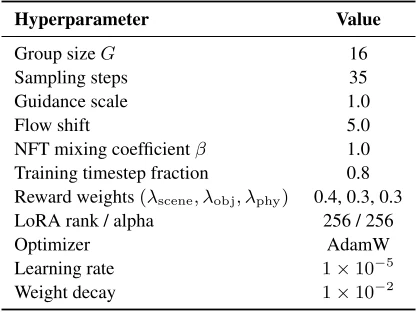 Hyperparameter Value
Group size G 16
Sampling steps 35
Guidance scale 1.0
Flow shift 5.0
NFT mixing coefficient β 1.0
Training timestep fraction 0.8
Reward weights (λscene, λobj, λphy) 0.4, 0.3, 0.3
LoRA rank / alpha 256 / 256
Optimizer AdamW
Learning rate 1 × 10⁻⁵
Weight decay 1 × 10⁻²